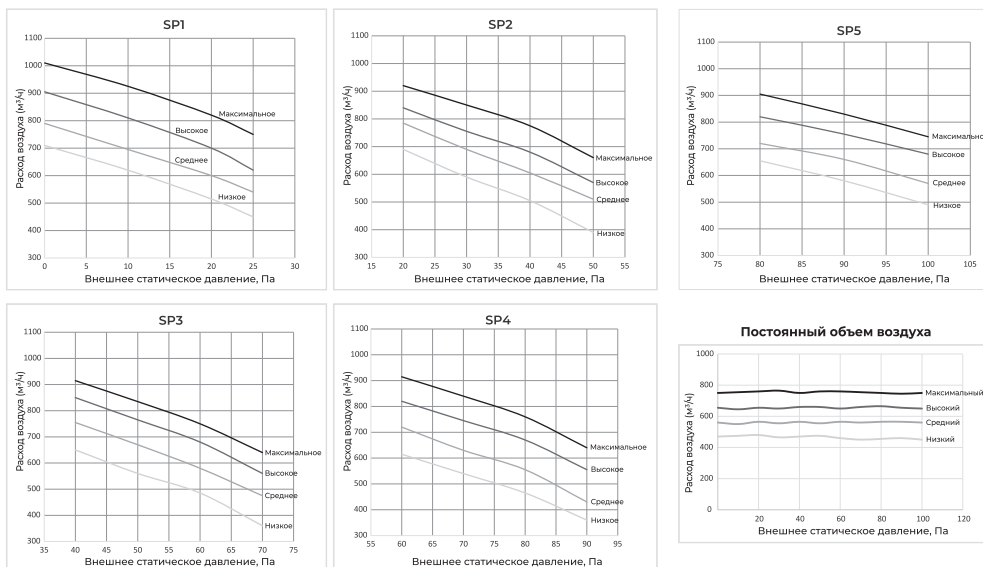 SP1
1100
1000
900
800
700
600
500
400
300
0
5
10
15
20
25
30
Расход воздуха (м³/ч)
Внешнее статическое давление, Па
Максимальное
Высокое
Среднее
Низкое
SP2
1100
1000
900
800
700
600
500
400
300
15
20
25
30
35
40
45
50
55
Расход воздуха (м³/ч)
Внешнее статическое давление, Па
Максимальное
Высокое
Среднее
Низкое
SP5
1100
1000
900
800
700
600
500
400
300
75
80
85
90
95
100
105
Расход воздуха (м³/ч)
Внешнее статическое давление, Па
Максимально
Высокое
Среднее
Низкое
SP3
1100
1000
900
800
700
600
500
400
300
35
40
45
50
55
60
65
70
75
Расход воздуха (м³/ч)
Внешнее статическое давление, Па
Максимальное
Высокое
Среднее
Низкое
SP4
1100
1000
900
800
700
600
500
400
300
55
60
65
70
75
80
85
90
95
Расход воздуха (м³/ч)
Внешнее статическое давление, Па
Максимальное
Высокое
Среднее
Низкое
Постоянный объем воздуха
1000
800
600
400
200
0
20
40
60
80
100
120
Расход воздуха (м³/ч)
Внешнее статическое давление, Па
Максимальный
Высокий
Средний
Низкий